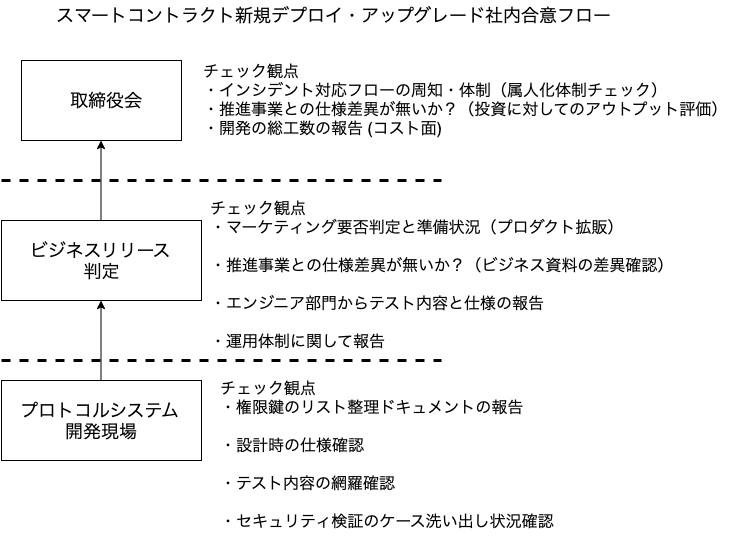 スマートコントラクト新規デプロイ・アップグレード社内合意フロー
取締役会
チェック観点
・インシデント対応フローの周知・体制（属人化体制チェック）
・推進事業との仕様差異が無いか？（投資に対してのアウトプット評価）
・開発の総工数の報告 (コスト面)
ビジネスリリース
判定
チェック観点
・マーケティング要否判定と準備状況（プロダクト拡販）
・推進事業との仕様差異が無いか？（ビジネス資料の差異確認）
・エンジニア部門からテスト内容と仕様の報告
・運用体制に関して報告
プロトコルシステム
開発現場
チェック観点
・権限鍵のリスト整理ドキュメントの報告
・設計時の仕様確認
・テスト内容の網羅確認
・セキュリティ検証のケース洗い出し状況確認